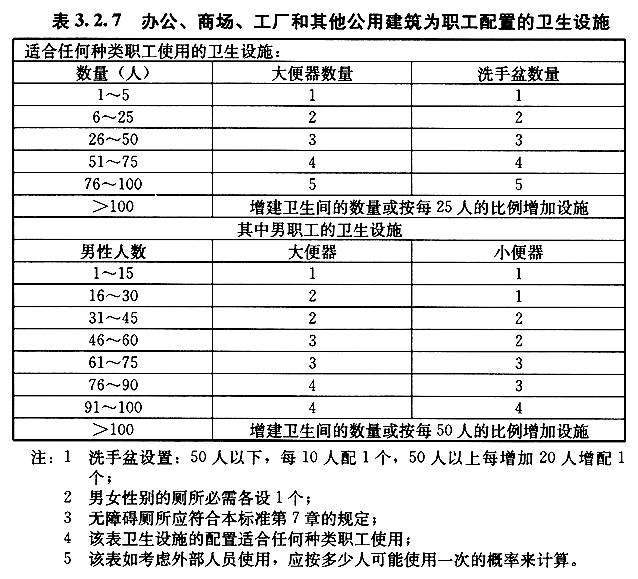 表3.2.7 办公、商场、工厂和其他公用建筑为职工配置的卫生设施
适合任何种类职工使用的卫生设施：
数量（人） 大便器数量 洗手盆数量
1～5 1 1
6～25 2 2
26～50 3 3
51～75 4 4
76～100 5 5
＞100 增建卫生间的数量或按每25人的比例增加设施
其中男职工的卫生设施
男性人数 大便器 小便器
1～15 1 1
16～30 2 1
31～45 2 2
46～60 3 2
61～75 3 3
76～90 4 3
91～100 4 4
＞100 增建卫生间的数量或按每50人的比例增加设施
注：1 洗手盆设置：50人以下，每10人配1个，50人以上每增加20人增配1
个；
2 男女性别的厕所必需各设1个；
3 无障碍厕所应符合本标准第7章的规定；
4 该表卫生设施的配置适合任何种类职工使用；
5 该表如考虑外部人员使用，应按多少人可能使用一次的概率来计算。